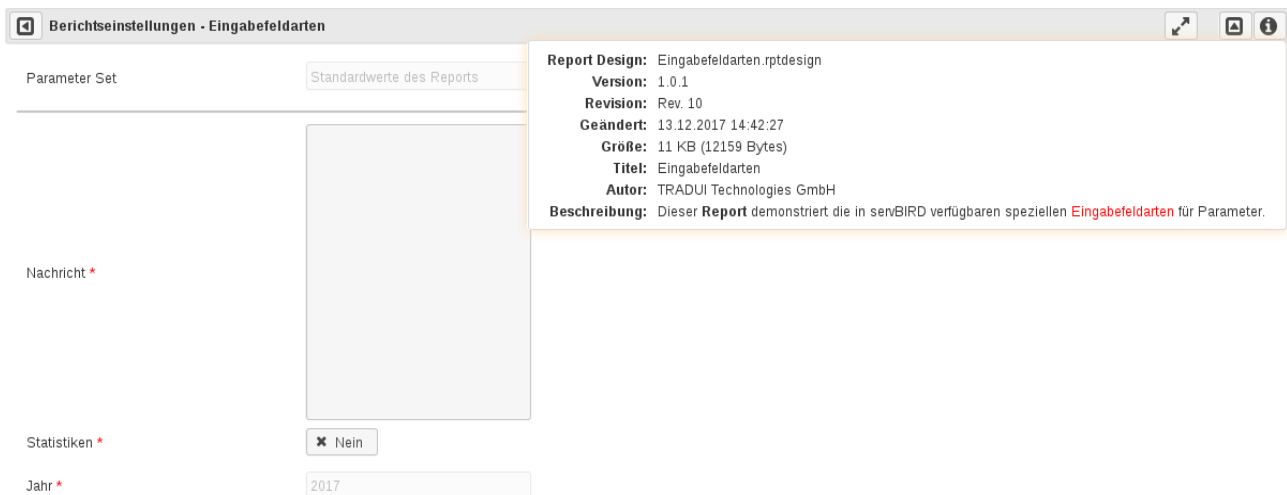 Berichtseinstellungen - Eingabefeldarten
Parameter Set
Standardwerte des Reports
Report Design: Eingabefeldarten.rptdesign
Version: 1.0.1
Revision: Rev. 10
Geändert: 13.12.2017 14:42:27
Größe: 11 KB (12159 Bytes)
Titel: Eingabefeldarten
Autor: TRADUI Technologies GmbH
Beschreibung: Dieser Report demonstriert die in servBIRD verfügbaren speziellen Eingabefeldarten für Parameter.
Nachricht *
Statistiken *
Nein
Jahr *
2017